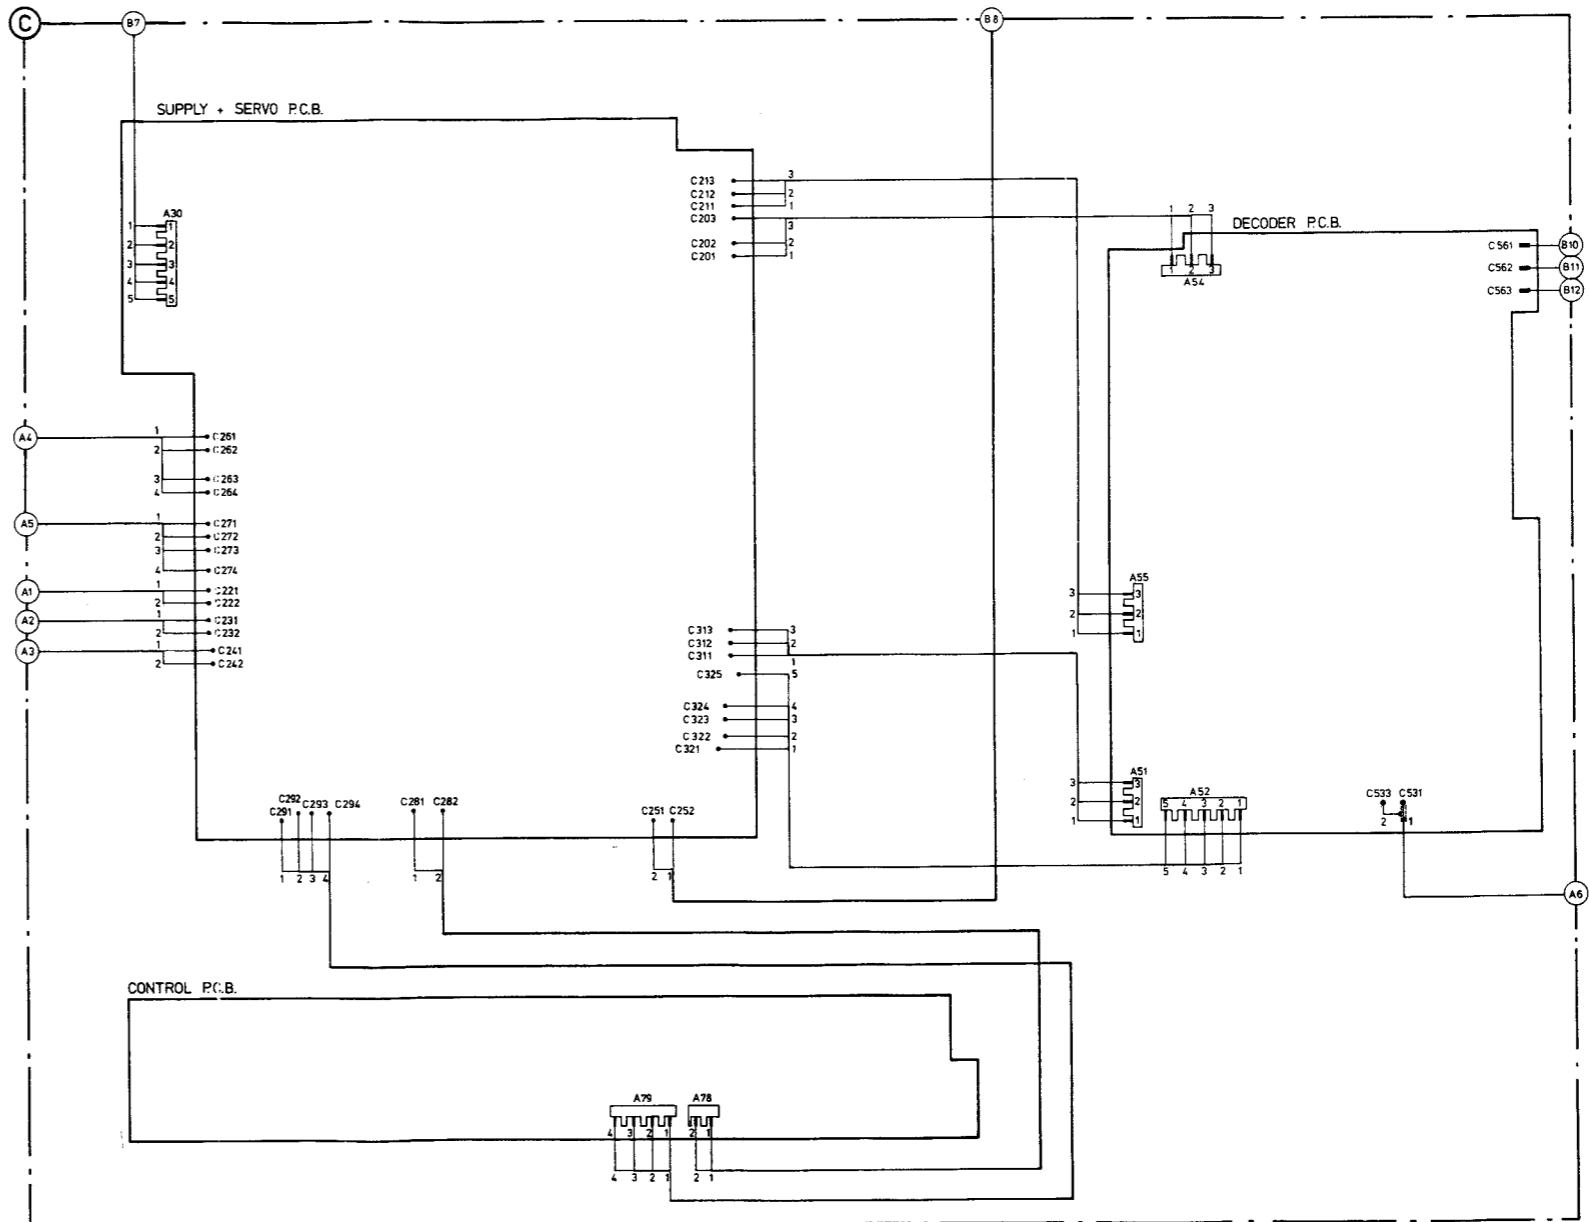 C B7 B8
SUPPLY + SERVO P.C.B.
C213 3
C212 2
C211 1
C203
3
C202 2
C201 1
A30
1 1
2 2
3 3
4 4
5 5
1 2 3
DECODER P.C.B.
1 2 3
A54
C561 B10
C562 B11
C563 B12
A4 1 C261
2 C262
3 C263
4 C264
A5 1 C271
2 C272
3 C273
4 C274
A1 1 C221
2 C222
A2 1 C231
2 C232
A3 1 C241
2 C242
A55
3 3
2 2
1 1
C313 3
C312 2
C311 1
C325 5
C324 4
C323 3
C322 2
C321 1
A51
3 3
2 2
1 1
A52
5 4 3 2 1
5 4 3 2 1
C533 C531
2 1
A6
C291 C292 C293 C294
1 2 3 4
C281 C282
1 2
C251 C252
2 1
CONTROL P.C.B.
A79 A78
4 3 2 1 2 1
4 3 2 1 2 1